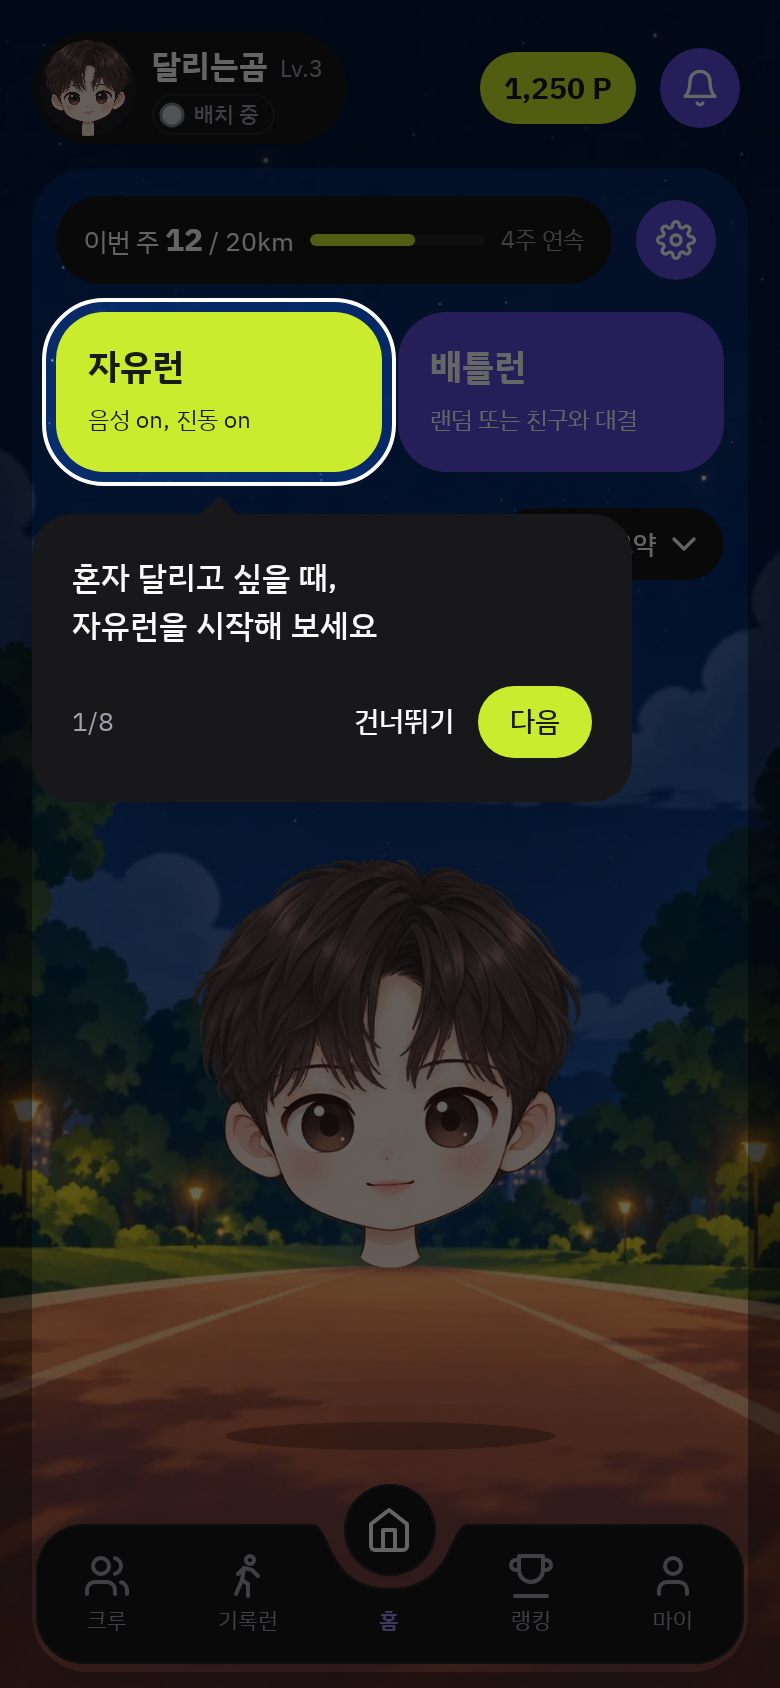 달리는곰 Lv.3
배치 중
1,250 P
이번 주 12 / 20km
4주 연속
자유런
음성 on, 진동 on
배틀런
랜덤 또는 친구와 대결
혼자 달리고 싶을 때,
자유런을 시작해 보세요
1/8
건너뛰기
다음
크루
기록런
홈
랭킹
마이